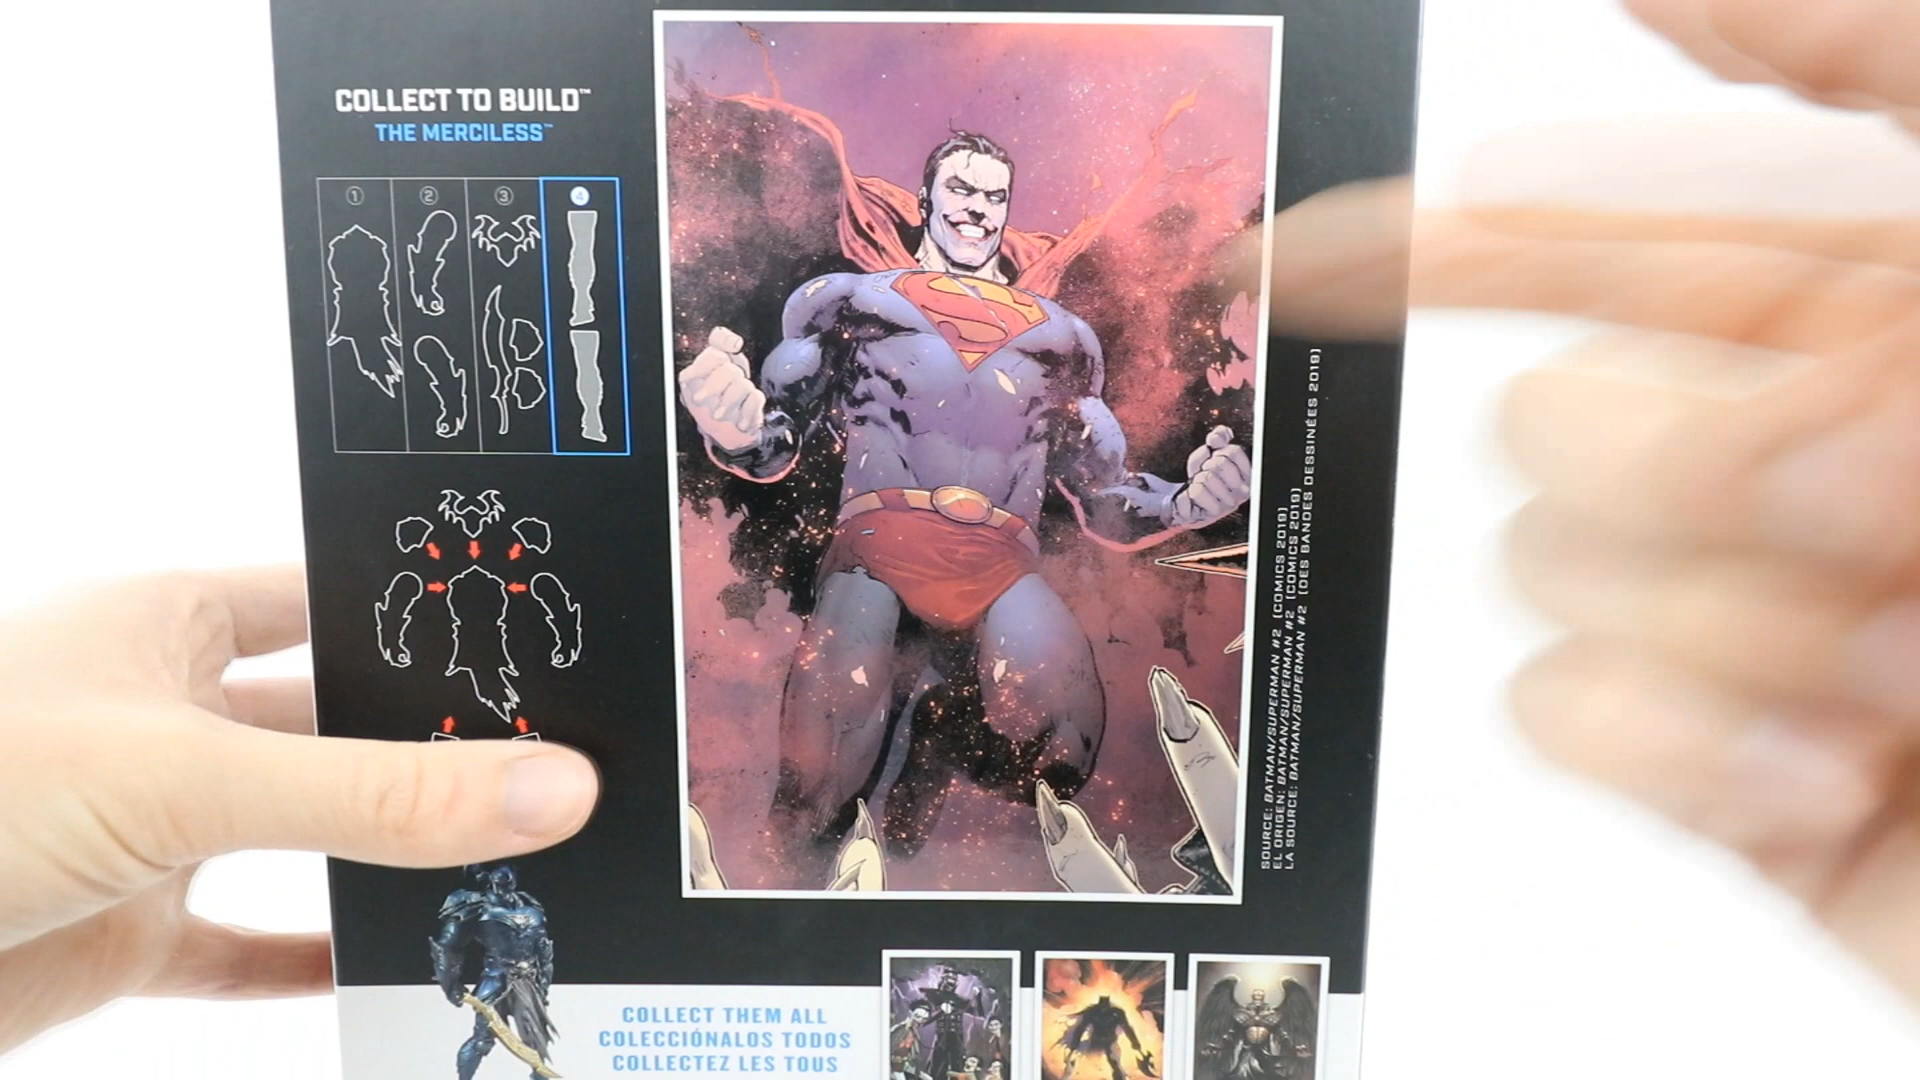 COLLECT TO BUILD™
THE MERCILESS™
1 2 3 4
S
SOURCE: BATMAN/SUPERMAN #2 (COMICS 2019)
EL ORIGEN: BATMAN/SUPERMAN #2 (COMICS 2019)
LA SOURCE: BATMAN/SUPERMAN #2 (DES BANDES DESSINÉES 2019)
COLLECT THEM ALL
COLECCIÓNALOS TODOS
COLLECTEZ LES TOUS